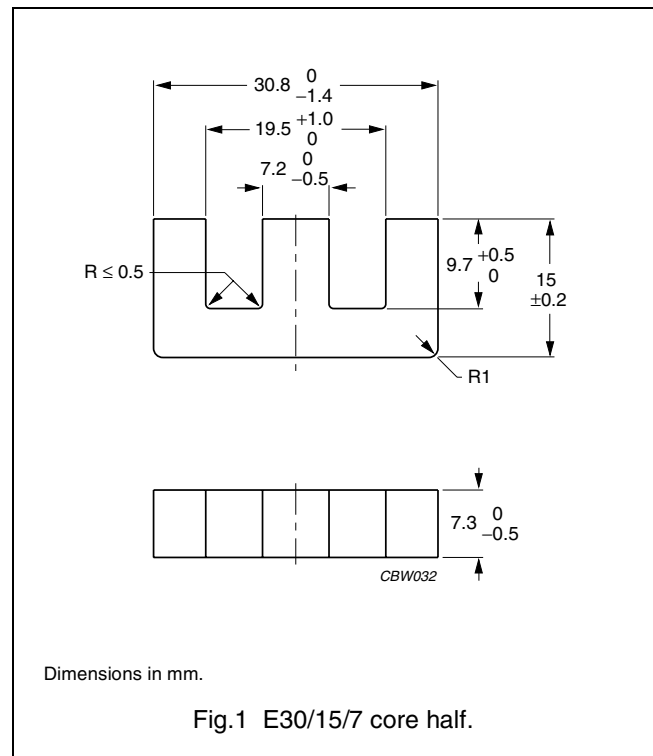 30.8 0 −1.4
19.5 +1.0 0
7.2 0 −0.5
R ≤ 0.5
9.7 +0.5 0
15 ±0.2
R1
7.3 0 −0.5
CBW032
Dimensions in mm.
Fig.1 E30/15/7 core half.